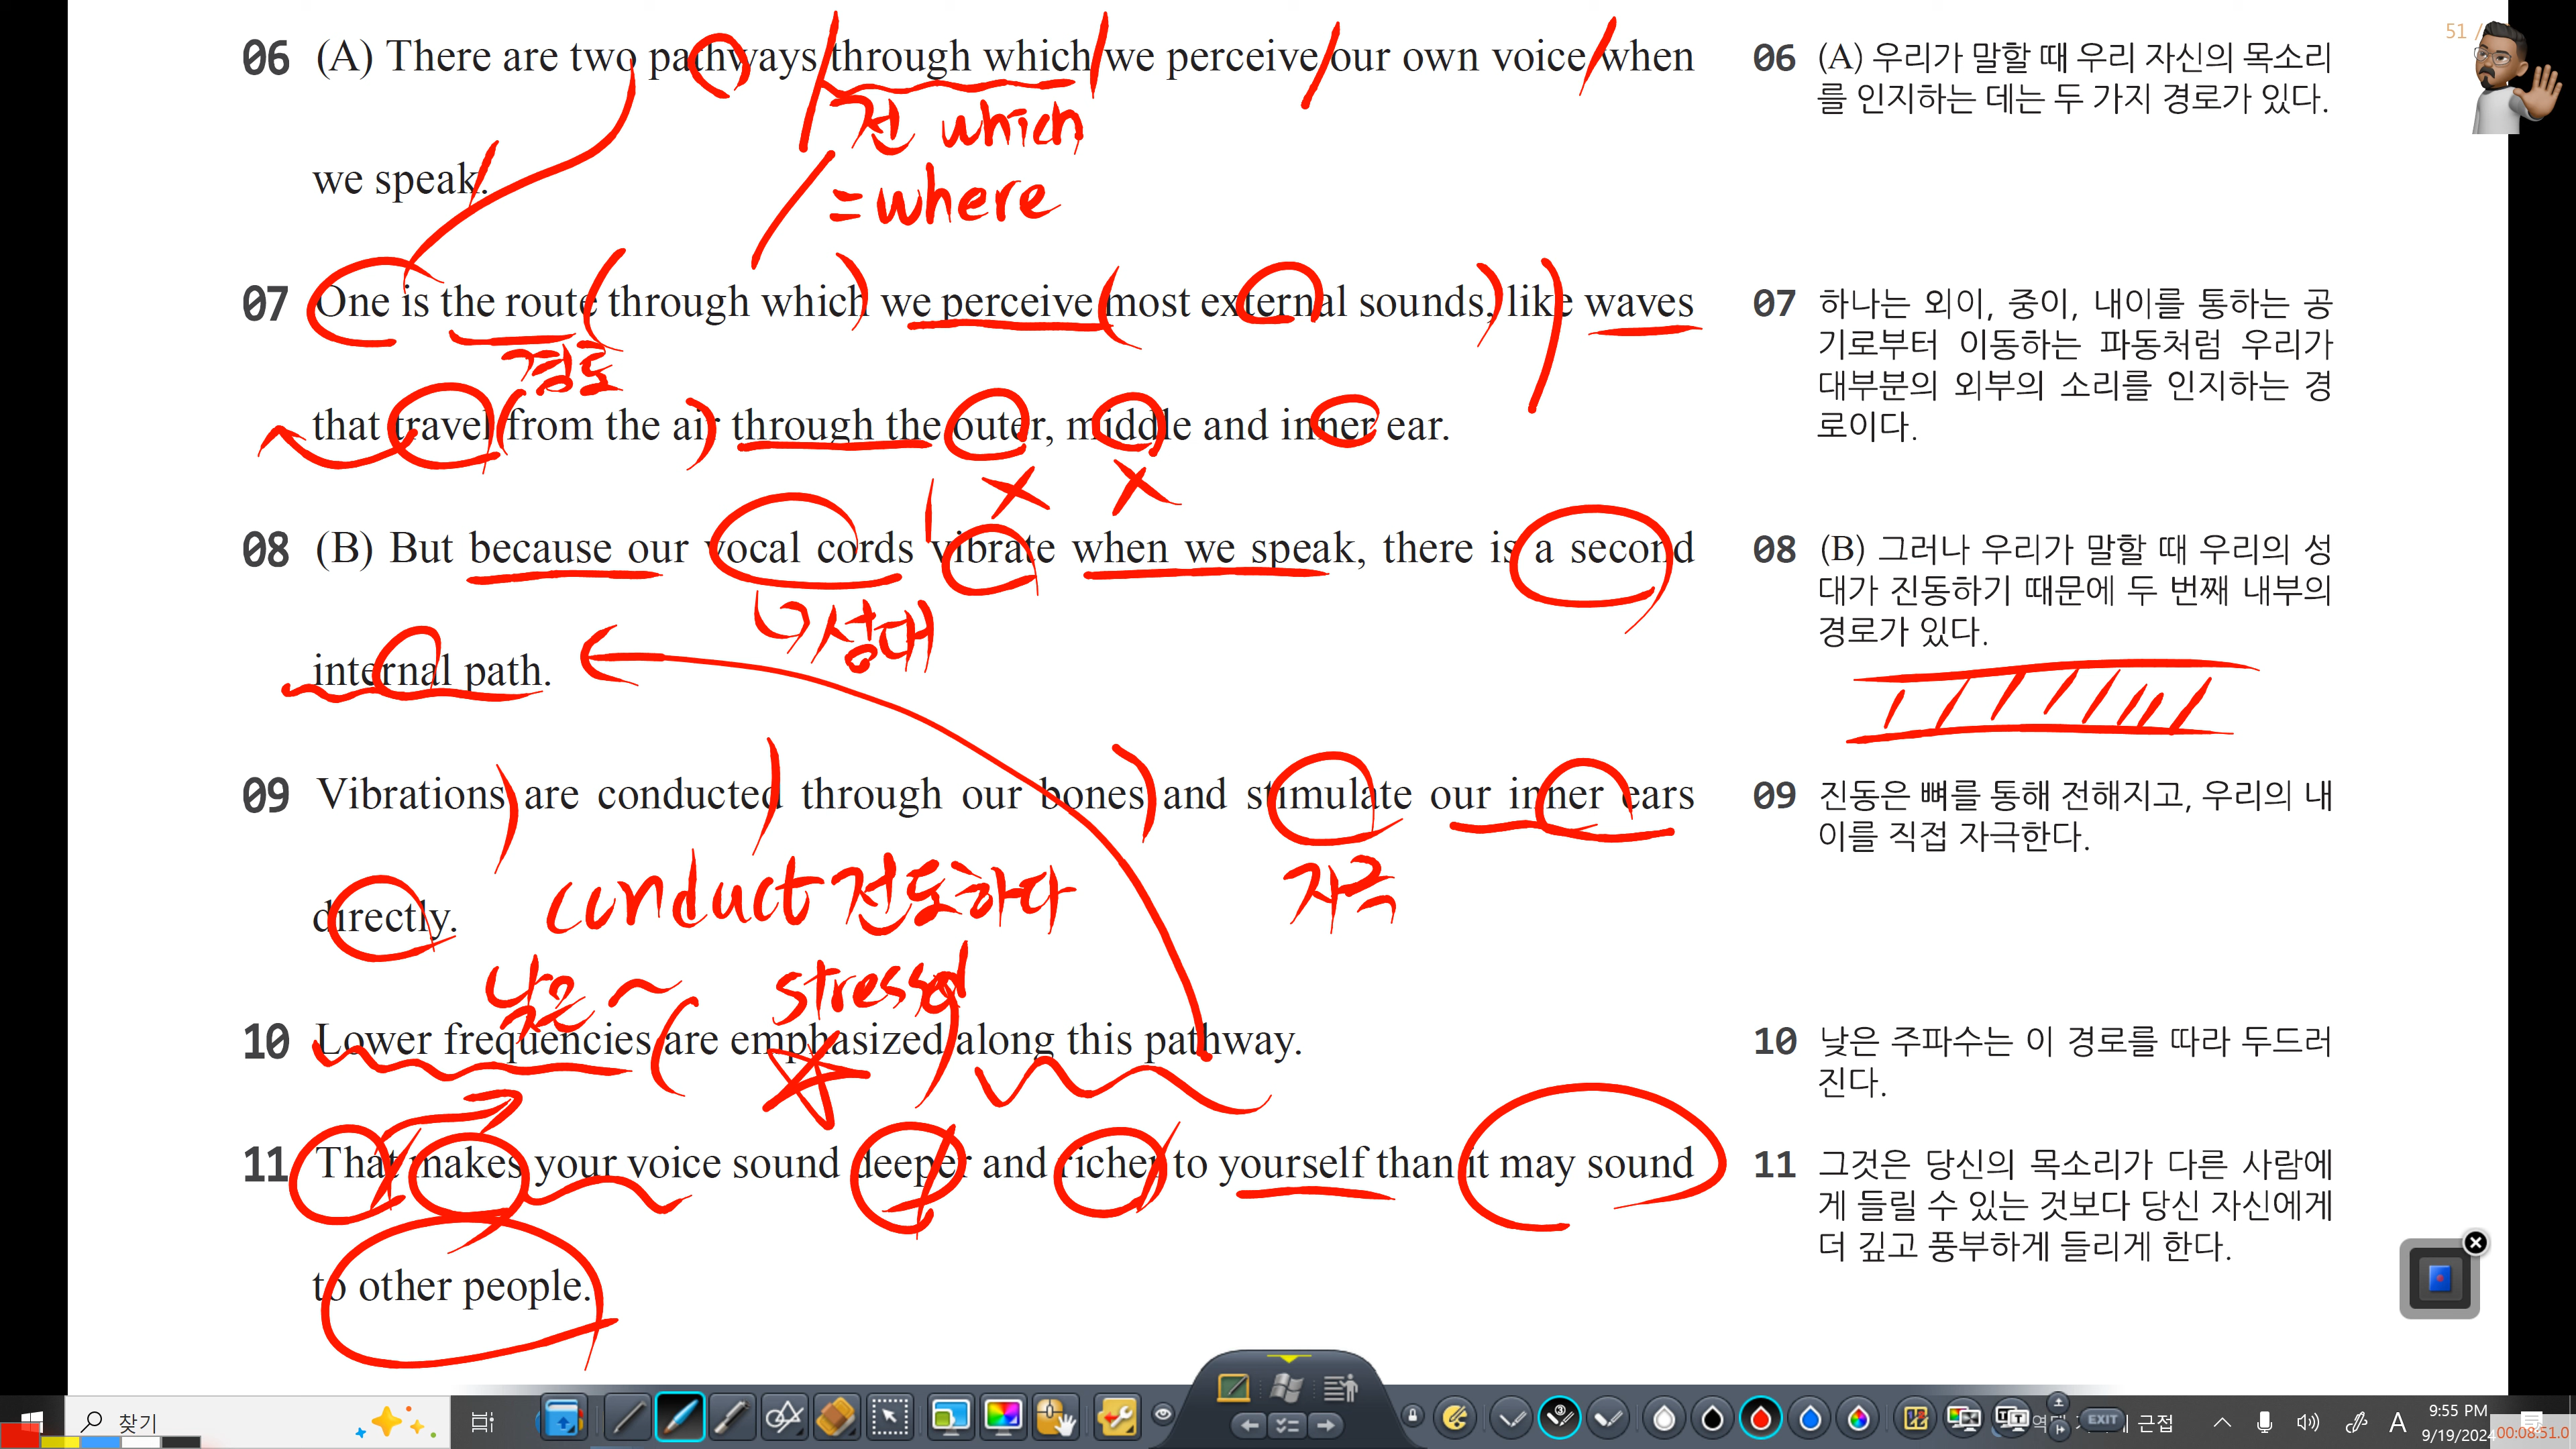 51 /
06 (A) There are two pathways through which we perceive our own voice when
we speak.
전 which
= where
06 (A) 우리가 말할 때 우리 자신의 목소리
를 인지하는 데는 두 가지 경로가 있다.
07 One is the route through which we perceive most external sounds, like waves
경로
that travel from the air through the outer, middle and inner ear.
07 하나는 외이, 중이, 내이를 통하는 공
기로부터 이동하는 파동처럼 우리가
대부분의 외부의 소리를 인지하는 경
로이다.
08 (B) But because our vocal cords vibrate when we speak, there is a second
성대
internal path.
08 (B) 그러나 우리가 말할 때 우리의 성
대가 진동하기 때문에 두 번째 내부의
경로가 있다.
09 Vibrations are conducted through our bones and stimulate our inner ears
directly.
conduct 전도하다
자극
09 진동은 뼈를 통해 전해지고, 우리의 내
이를 직접 자극한다.
낮은 ~
stressed
10 Lower frequencies are emphasized along this pathway.
10 낮은 주파수는 이 경로를 따라 두드러
진다.
11 That makes your voice sound deeper and richer to yourself than it may sound
to other people.
11 그것은 당신의 목소리가 다른 사람에
게 들릴 수 있는 것보다 당신 자신에게
더 깊고 풍부하게 들리게 한다.
찾기
EXIT
근접
A
9:55 PM
9/19/2024
00:08:51.0